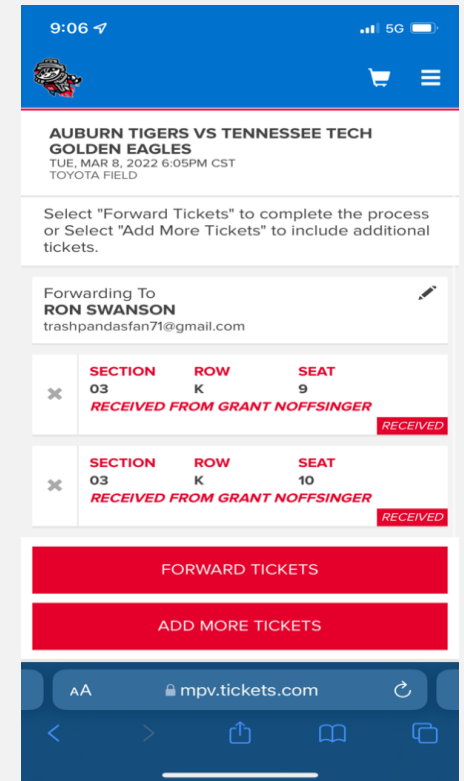 9:06
5G
AUBURN TIGERS VS TENNESSEE TECH
GOLDEN EAGLES
TUE, MAR 8, 2022 6:05PM CST
TOYOTA FIELD
Select "Forward Tickets" to complete the process
or Select "Add More Tickets" to include additional
tickets.
Forwarding To
RON SWANSON
trashpandasfan71@gmail.com
SECTION ROW SEAT
03 K 9
RECEIVED FROM GRANT NOFFSINGER
RECEIVED
SECTION ROW SEAT
03 K 10
RECEIVED FROM GRANT NOFFSINGER
RECEIVED
FORWARD TICKETS
ADD MORE TICKETS
AA mpv.tickets.com